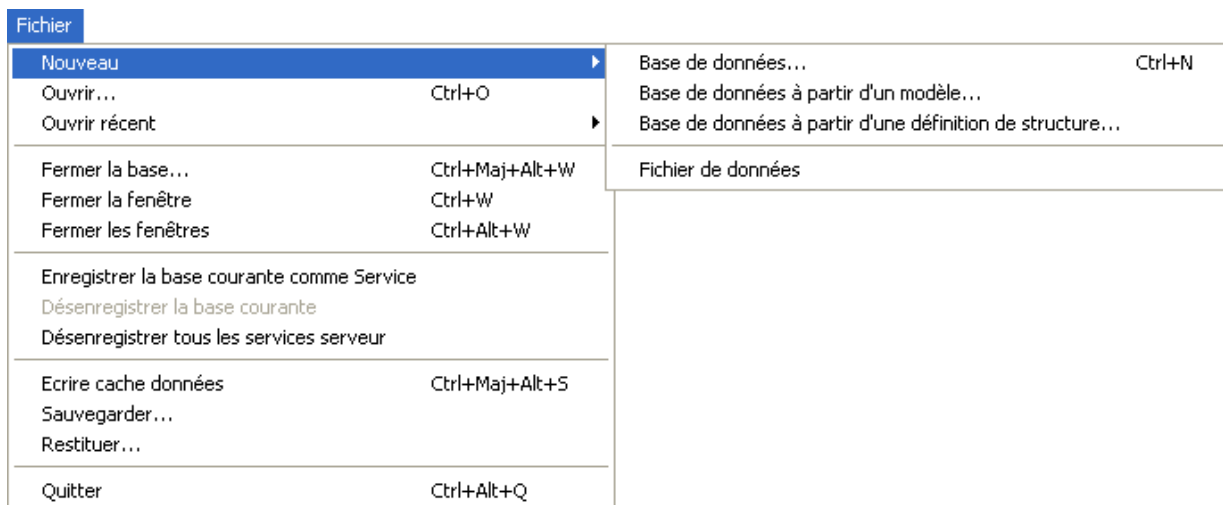 Fichier
Nouveau
Ouvrir... Ctrl+O
Ouvrir récent
Fermer la base... Ctrl+Maj+Alt+W
Fermer la fenêtre Ctrl+W
Fermer les fenêtres Ctrl+Alt+W
Enregistrer la base courante comme Service
Désenregistrer la base courante
Désenregistrer tous les services serveur
Ecrire cache données Ctrl+Maj+Alt+S
Sauvegarder...
Restituer...
Quitter Ctrl+Alt+Q
Base de données... Ctrl+N
Base de données à partir d'un modèle...
Base de données à partir d'une définition de structure...
Fichier de données